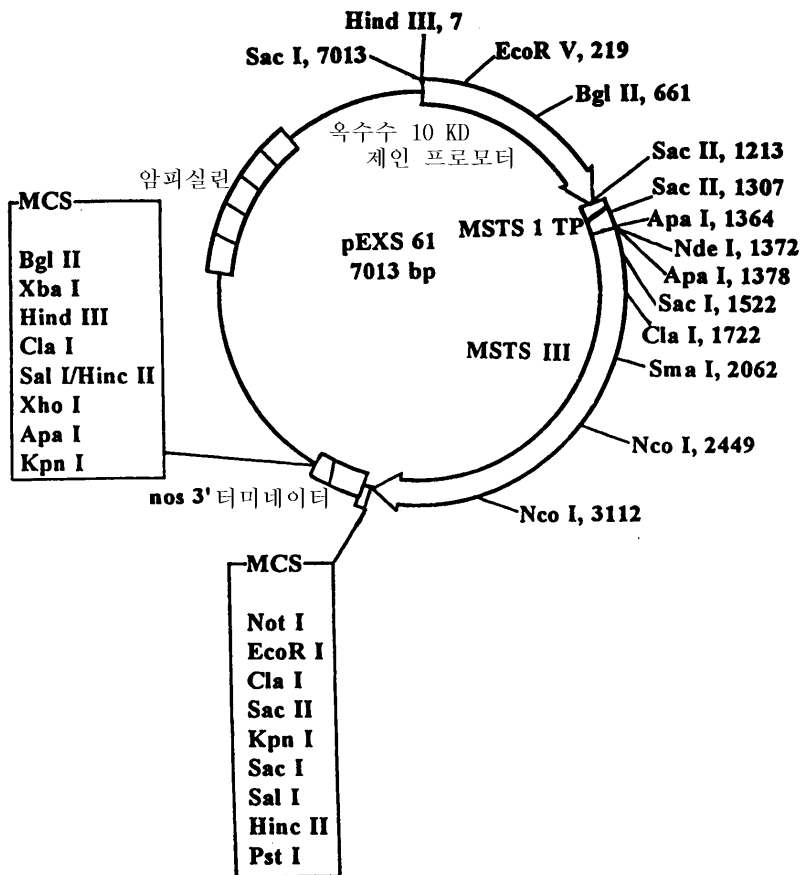 Hind III, 7
Sac I, 7013
EcoR V, 219
Bgl II, 661
옥수수 10 KD
제인 프로모터
암피실린
Sac II, 1213
Sac II, 1307
MSTS 1 TP
Apa I, 1364
Nde I, 1372
Apa I, 1378
Sac I, 1522
Cla I, 1722
pEXS 61
7013 bp
MSTS III
Sma I, 2062
Nco I, 2449
Nco I, 3112
MCS
Bgl II
Xba I
Hind III
Cla I
Sal I/Hinc II
Xho I
Apa I
Kpn I
nos 3' 터미네이터
MCS
Not I
EcoR I
Cla I
Sac II
Kpn I
Sac I
Sal I
Hinc II
Pst I